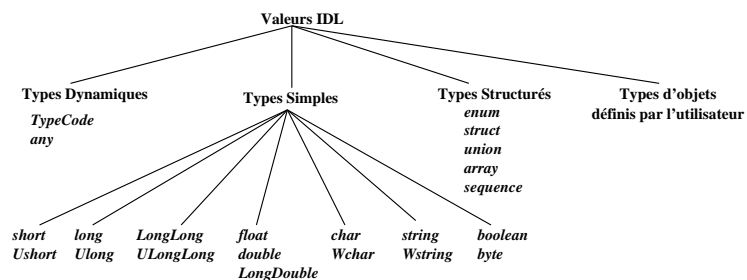 Valeurs IDL
Types Dynamiques
TypeCode
any
Types Simples
Types Structurés
enum
struct
union
array
sequence
Types d'objets
définis par l'utilisateur
short
Ushort
long
Ulong
LongLong
ULongLong
float
double
LongDouble
char
Wchar
string
Wstring
boolean
byte